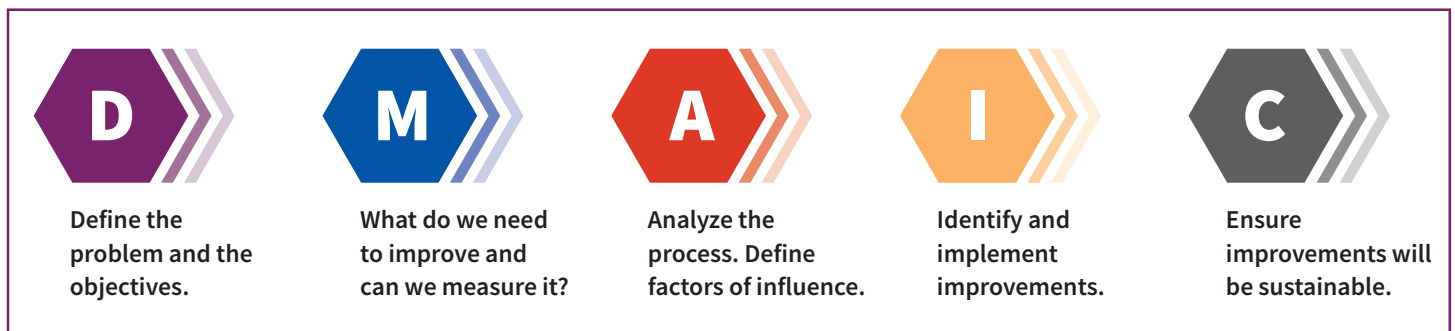 D
M
A
I
C
Define the
problem and the
objectives.
What do we need
to improve and
can we measure it?
Analyze the
process. Define
factors of influence.
Identify and
implement
improvements.
Ensure
improvements will
be sustainable.